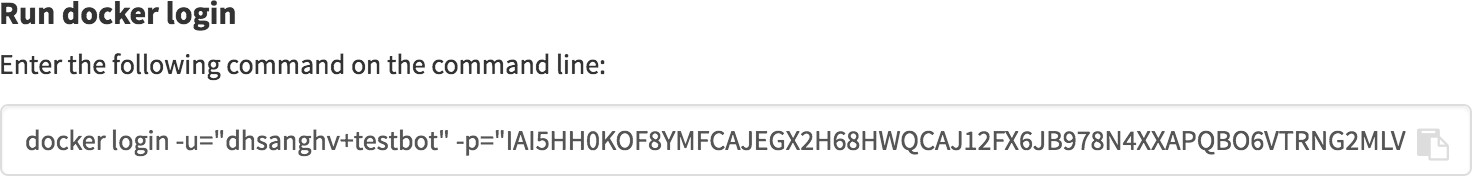 Run docker login
Enter the following command on the command line:
docker login -u="dhsanghv+testbot" -p="IAI5HH0KOF8YMFCAJEGX2H68HWQCAJ12FX6JB978N4XXAPQBO6VTRNG2MLV